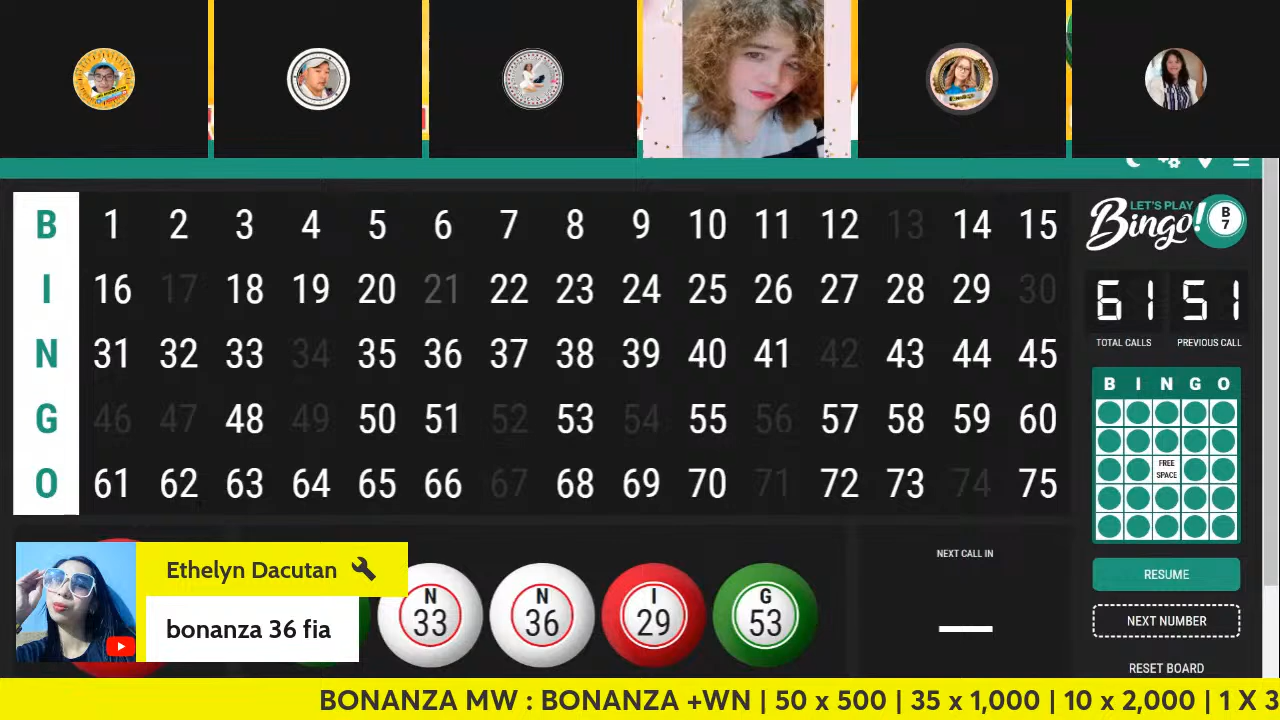 LET'S PLAY
Bingo!
B
7
B 1 2 3 4 5 6 7 8 9 10 11 12 13 14 15
I 16 17 18 19 20 21 22 23 24 25 26 27 28 29 30
N 31 32 33 34 35 36 37 38 39 40 41 42 43 44 45
G 46 47 48 49 50 51 52 53 54 55 56 57 58 59 60
O 61 62 63 64 65 66 67 68 69 70 71 72 73 74 75
61 51
TOTAL CALLS PREVIOUS CALL
B I N G O
FREE
SPACE
NEXT CALL IN
RESUME
NEXT NUMBER
RESET BOARD
Ethelyn Dacutan
bonanza 36 fia
N
33
N
36
I
29
G
53
BONANZA MW : BONANZA +WN | 50 x 500 | 35 x 1,000 | 10 x 2,000 | 1 X 3